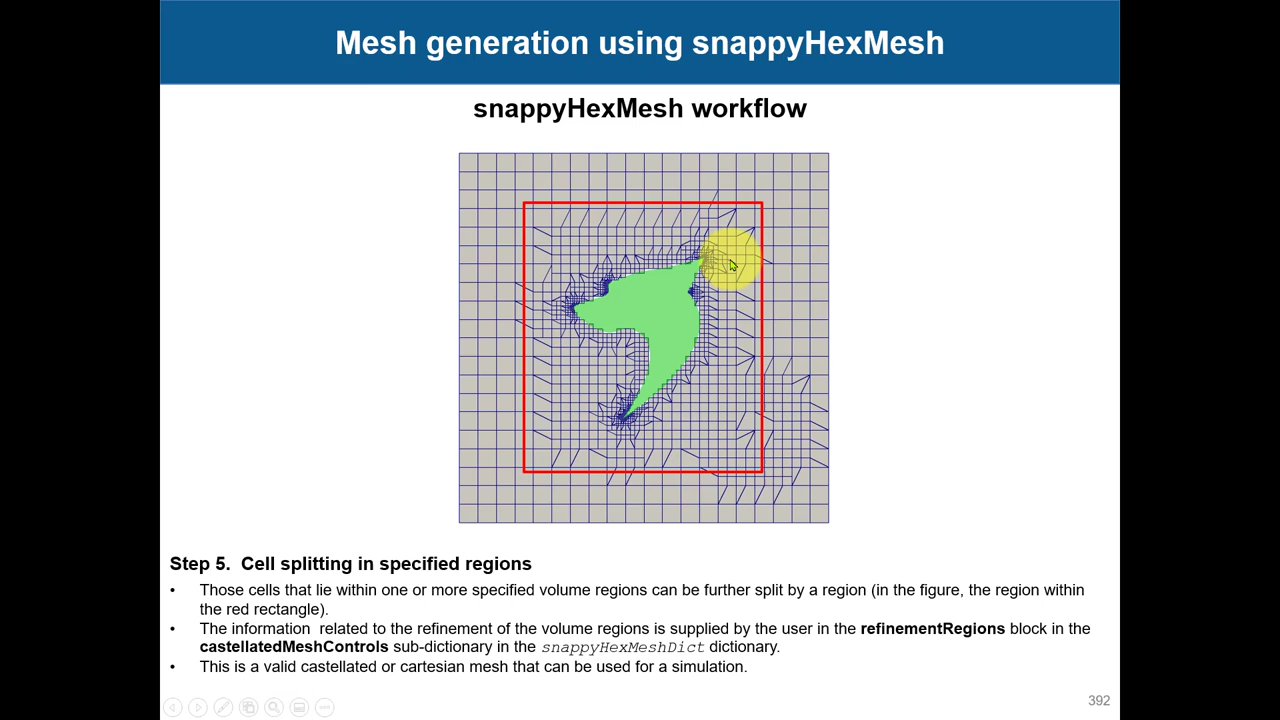 Mesh generation using snappyHexMesh
snappyHexMesh workflow
Step 5.  Cell splitting in specified regions
• Those cells that lie within one or more specified volume regions can be further split by a region (in the figure, the region within
the red rectangle).
• The information  related to the refinement of the volume regions is supplied by the user in the refinementRegions block in the
castellatedMeshControls sub-dictionary in the snappyHexMeshDict dictionary.
• This is a valid castellated or cartesian mesh that can be used for a simulation.
392